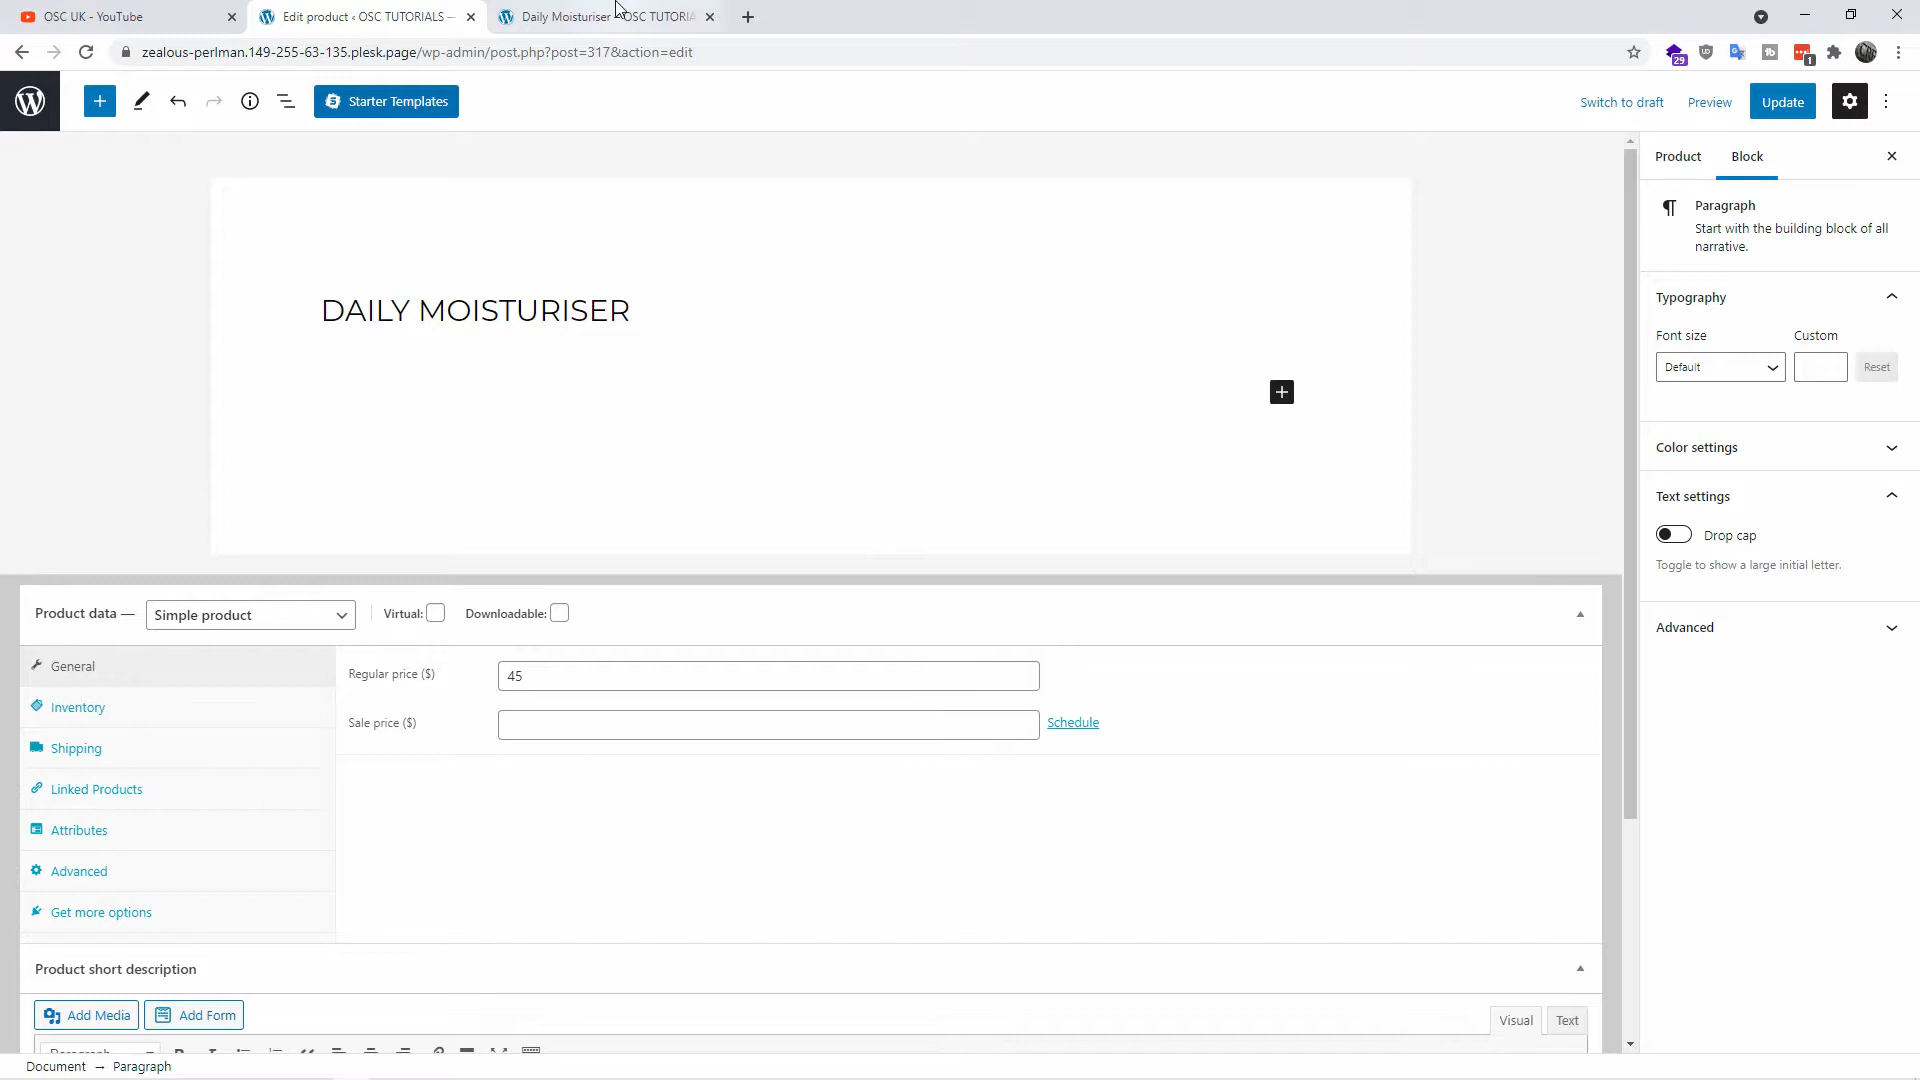 OSC UK - YouTube
Edit product ‹ OSC TUTORIALS —
Daily Moisturiser – OSC TUTORIA
zealous-perlman.149-255-63-135.plesk.page/wp-admin/post.php?post=317&action=edit
29
1
Starter Templates
Switch to draft
Preview
Update
Product
Block
Paragraph
Start with the building block of all
narrative.
Typography
Font size
Custom
Default
Reset
Color settings
Text settings
Drop cap
Toggle to show a large initial letter.
Advanced
DAILY MOISTURISER
Product data —
Simple product
Virtual:
Downloadable:
General
Inventory
Shipping
Linked Products
Attributes
Advanced
Get more options
Regular price ($)
45
Sale price ($)
Schedule
Product short description
Add Media
Add Form
Visual
Text
Paragraph
Document → Paragraph